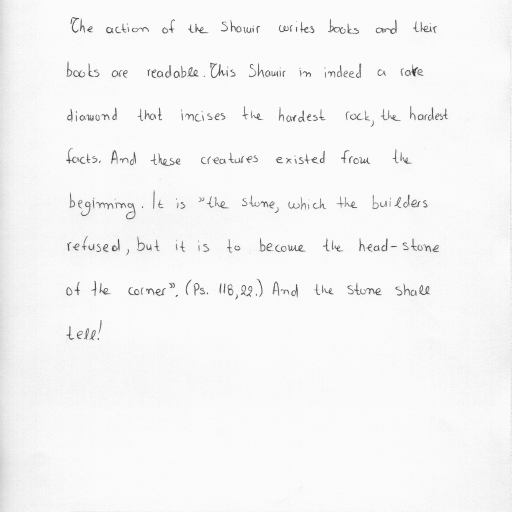 The action of the Showir writes books and their
books are readable. This Shamir in indeed a rare
diamond that incises the hardest rock, the hardest
facts. And these creatures existed from the
beginning. It is "the stone, which the builders
refused, but it is to become the head-stone
of the corner". (Ps. 118,22.) And the stone shall
tell!